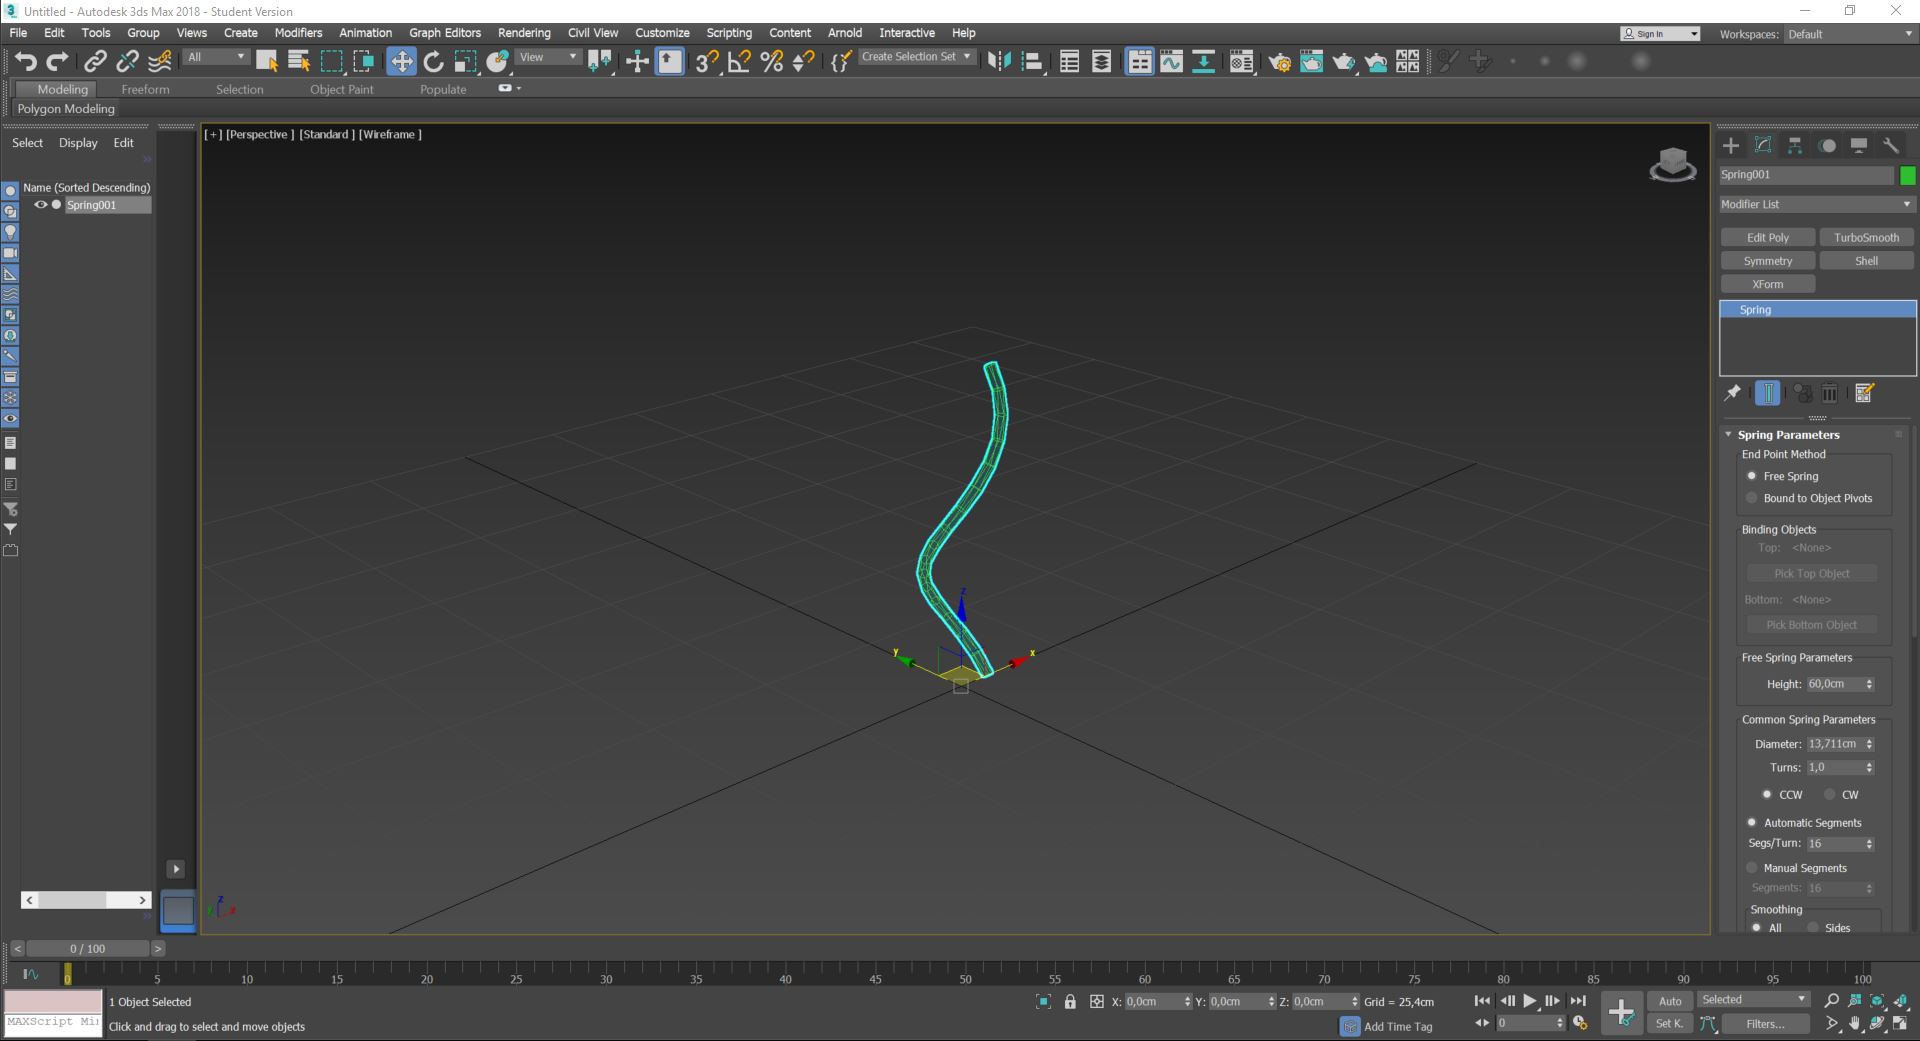 3 Untitled - Autodesk 3ds Max 2018 - Student Version
File Edit Tools Group Views Create Modifiers Animation Graph Editors Rendering Civil View Customize Scripting Content Arnold Interactive Help
Sign In Workspaces: Default
All View Create Selection Set
Modeling Freeform Selection Object Paint Populate
Polygon Modeling
Select Display Edit
Name (Sorted Descending)
Spring001
[+] [Perspective ] [Standard ] [Wireframe ]
z
y
x
z
y
x
Spring001
Modifier List
Edit Poly TurboSmooth
Symmetry Shell
XForm
Spring
Spring Parameters
End Point Method
Free Spring
Bound to Object Pivots
Binding Objects
Top: <None>
Pick Top Object
Bottom: <None>
Pick Bottom Object
Free Spring Parameters
Height: 60,0cm
Common Spring Parameters
Diameter: 13,711cm
Turns: 1,0
CCW CW
Automatic Segments
Segs/Turn: 16
Manual Segments
Segments: 16
Smoothing
All Sides
0 / 100
0 5 10 15 20 25 30 35 40 45 50 55 60 65 70 75 80 85 90 95 100
1 Object Selected
X: 0,0cm Y: 0,0cm Z: 0,0cm Grid = 25,4cm
Auto Selected
MAXScript Mi
Click and drag to select and move objects
Add Time Tag
0
Set K. Filters...